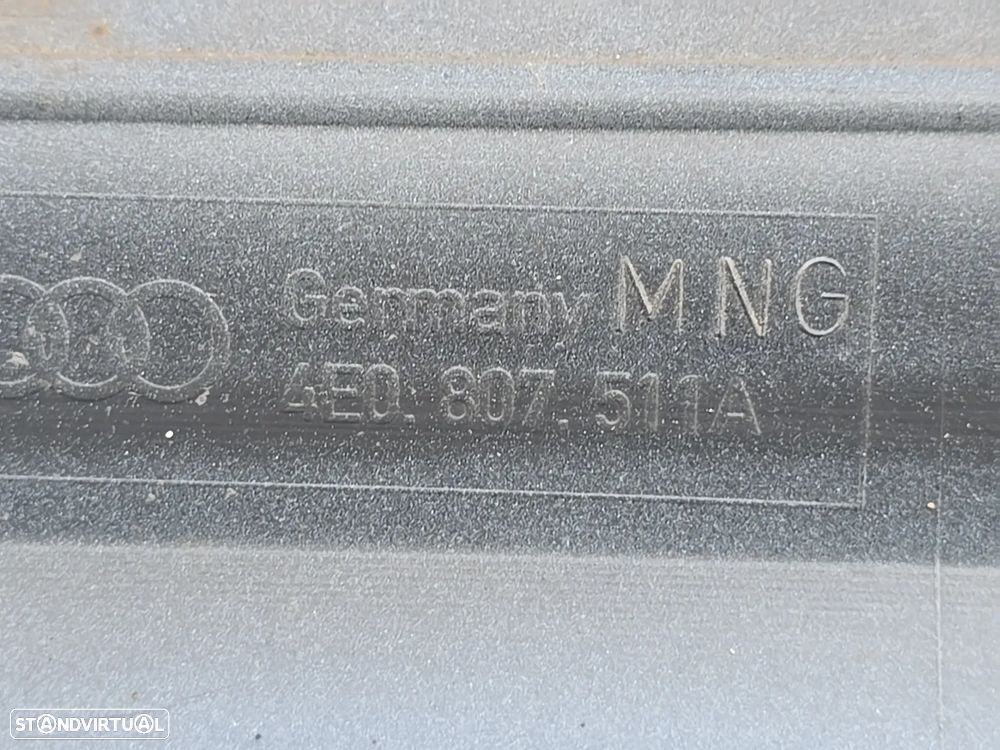 Germany MNG
4E0. 807. 511A
STANDVIRTUAL